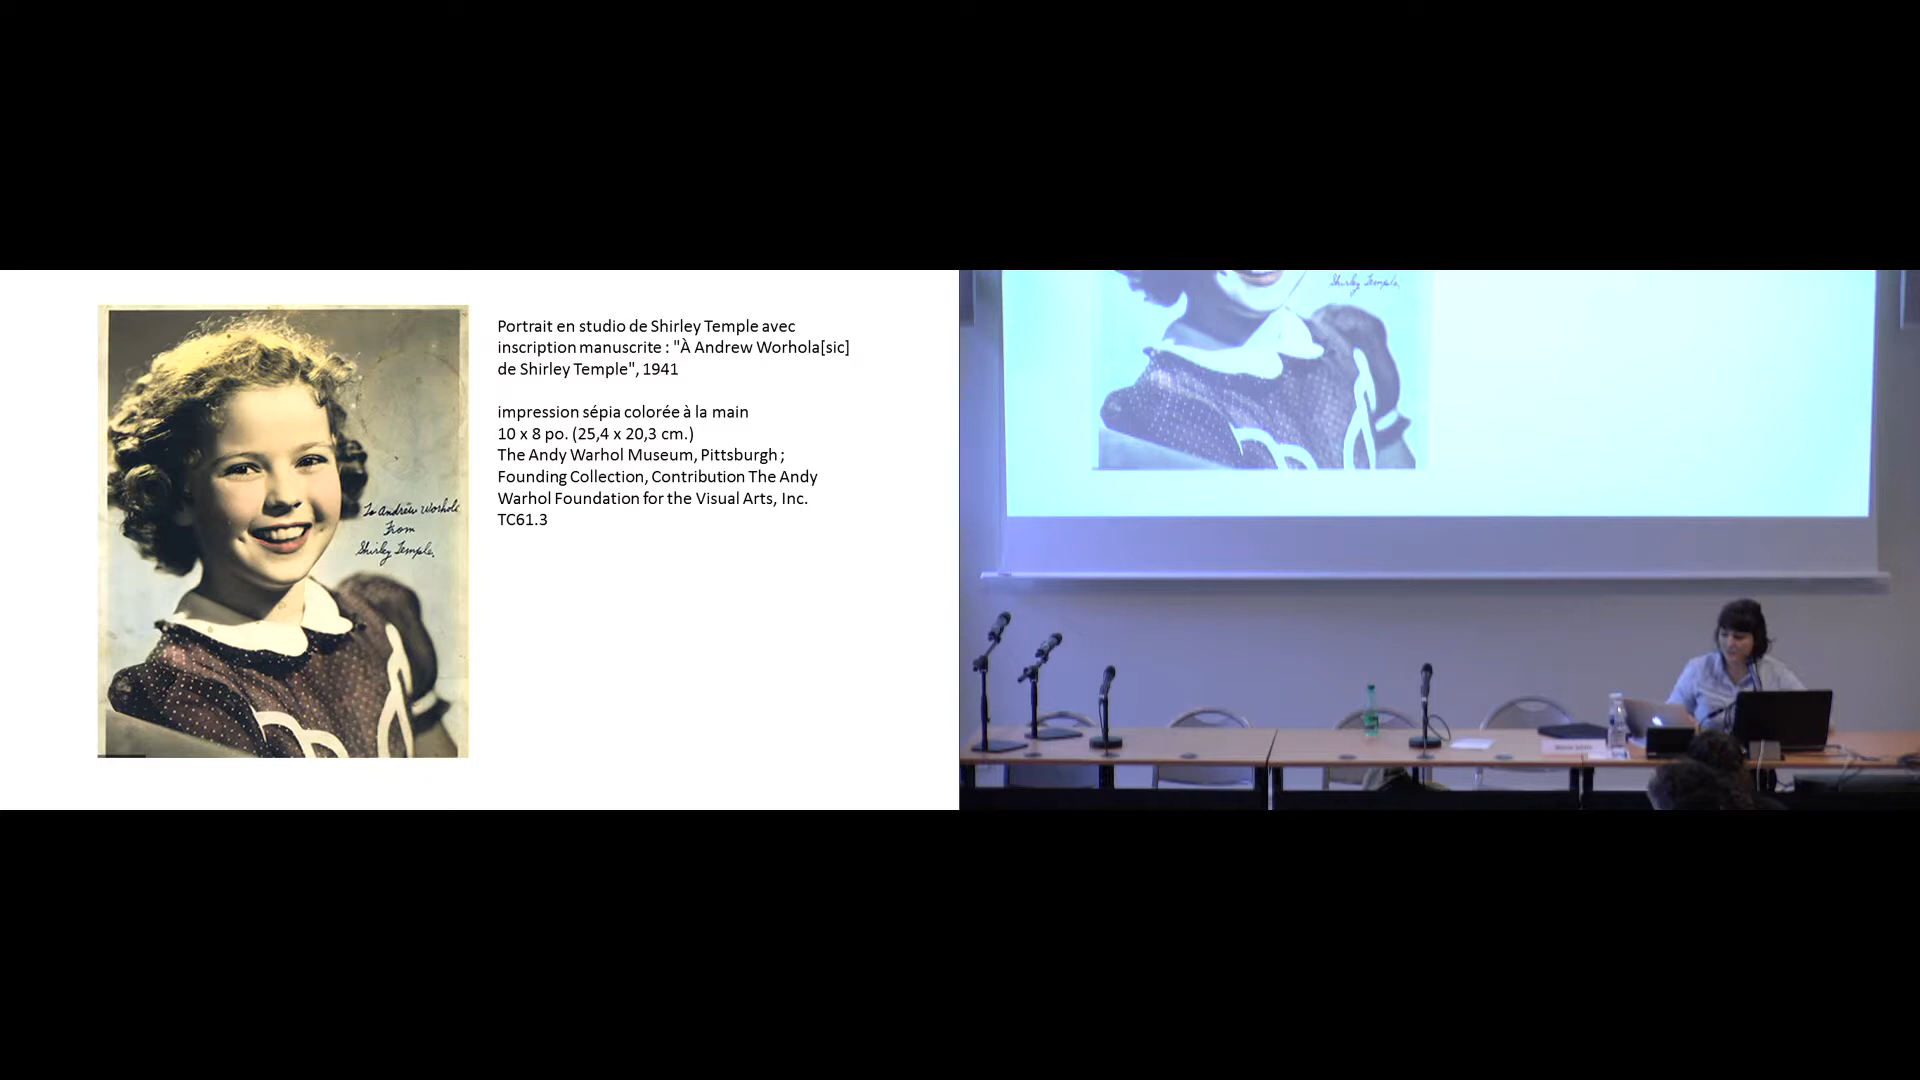 Portrait en studio de Shirley Temple avec
inscription manuscrite : "À Andrew Worhola[sic]
de Shirley Temple", 1941
impression sépia colorée à la main
10 x 8 po. (25,4 x 20,3 cm.)
The Andy Warhol Museum, Pittsburgh ;
Founding Collection, Contribution The Andy
Warhol Foundation for the Visual Arts, Inc.
TC61.3
To Andrew Worhola
From
Shirley Temple.
Shirley Temple.